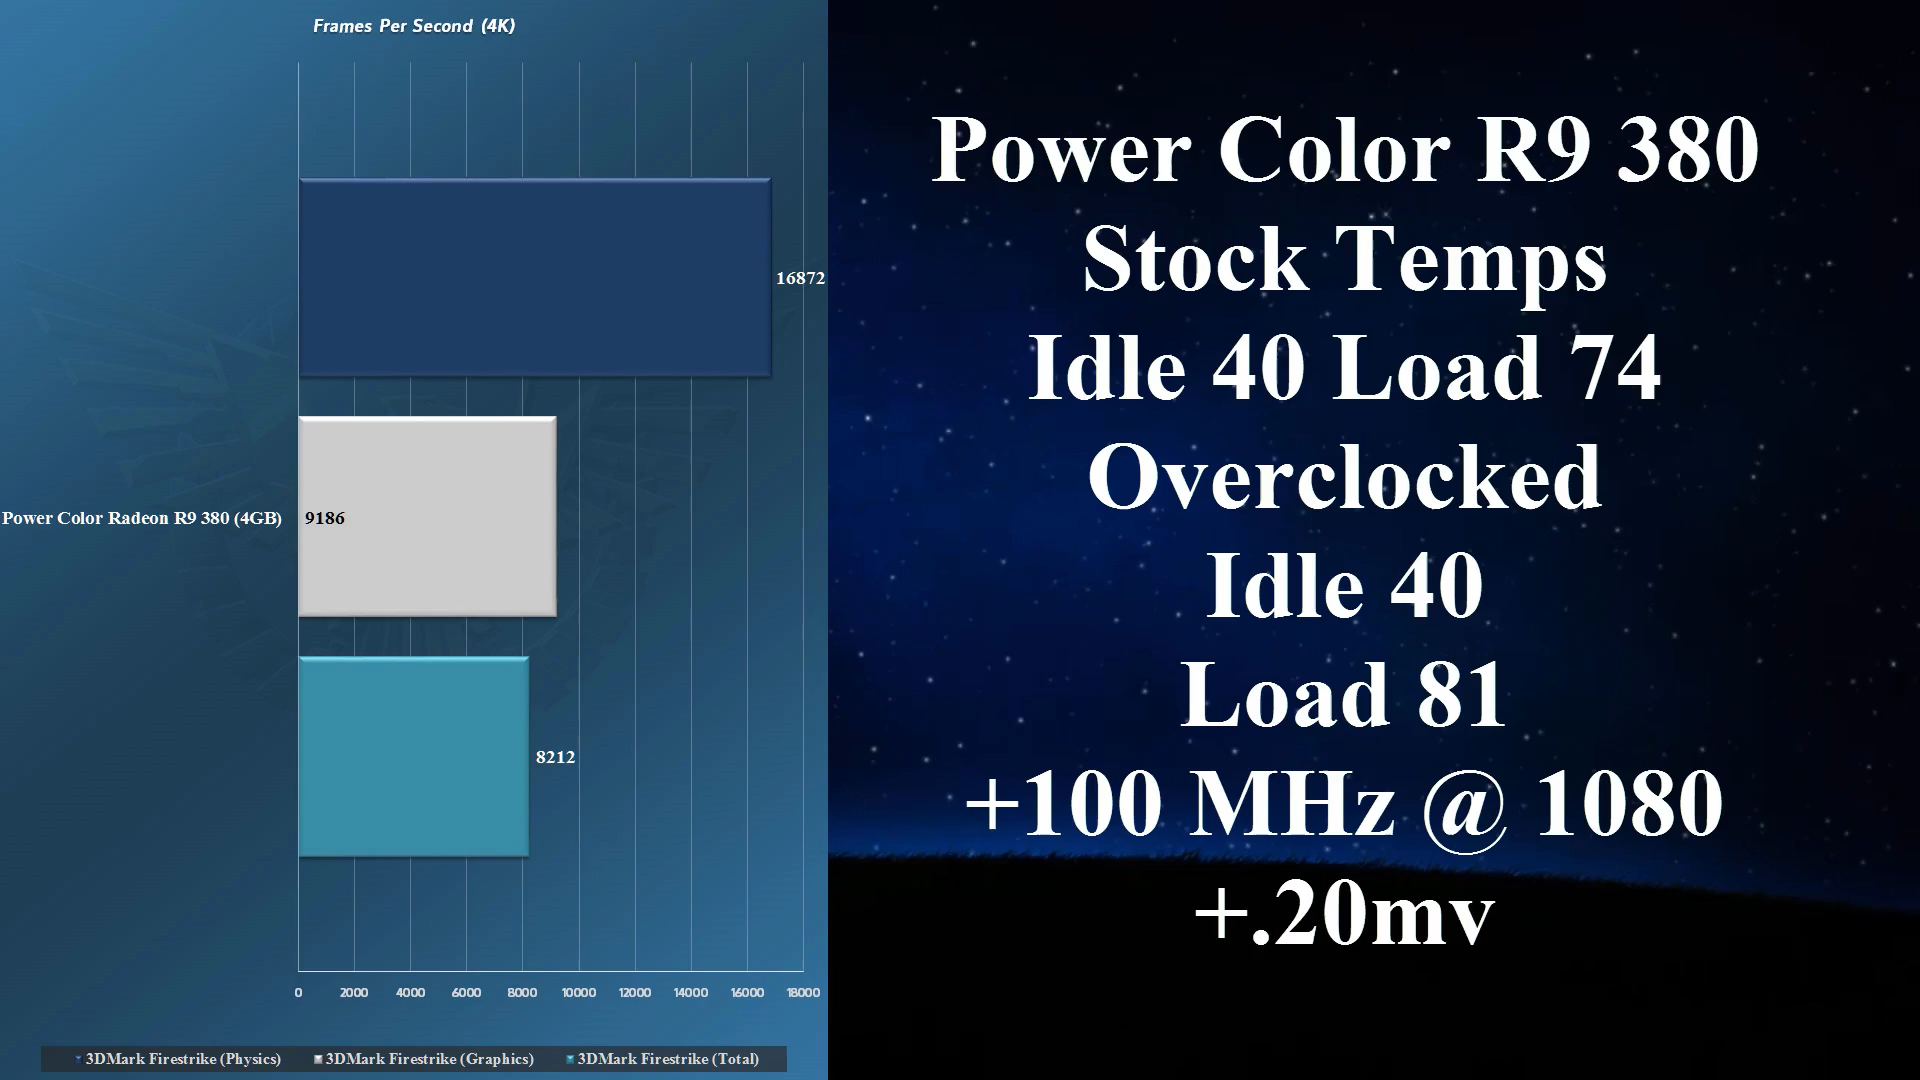 Frames Per Second (4K)
16872
Power Color Radeon R9 380 (4GB)
9186
8212
0 2000 4000 6000 8000 10000 12000 14000 16000 18000
3DMark Firestrike (Physics) 3DMark Firestrike (Graphics) 3DMark Firestrike (Total)
Power Color R9 380
Stock Temps
Idle 40 Load 74
Overclocked
Idle 40
Load 81
+100 MHz @ 1080
+.20mv